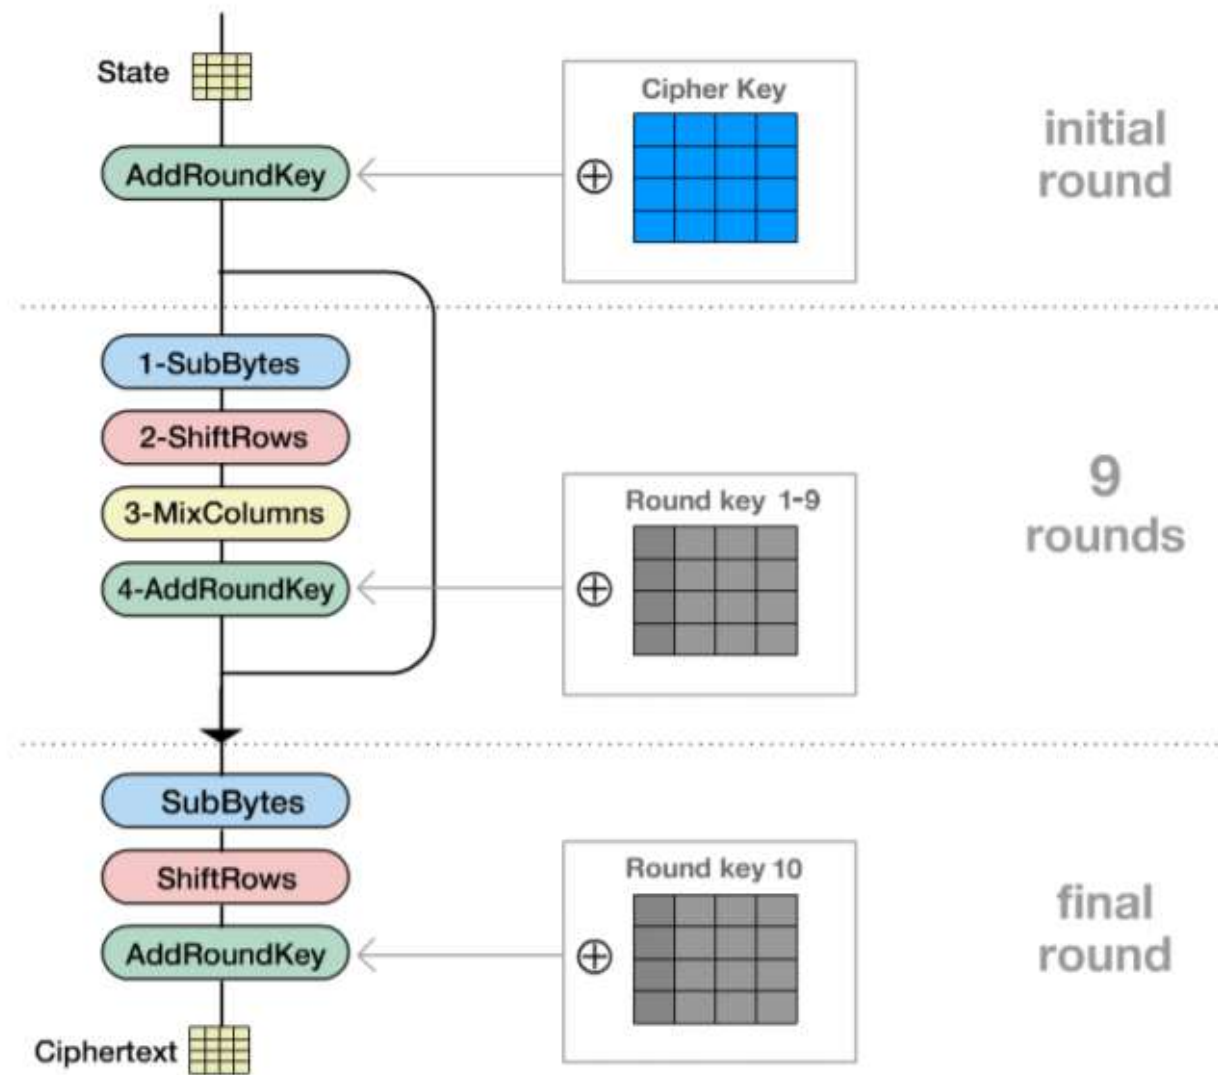 State
Cipher Key
initial
round
AddRoundKey
1-SubBytes
2-ShiftRows
3-MixColumns
4-AddRoundKey
Round key 1-9
9
rounds
SubBytes
ShiftRows
AddRoundKey
Round key 10
final
round
Ciphertext